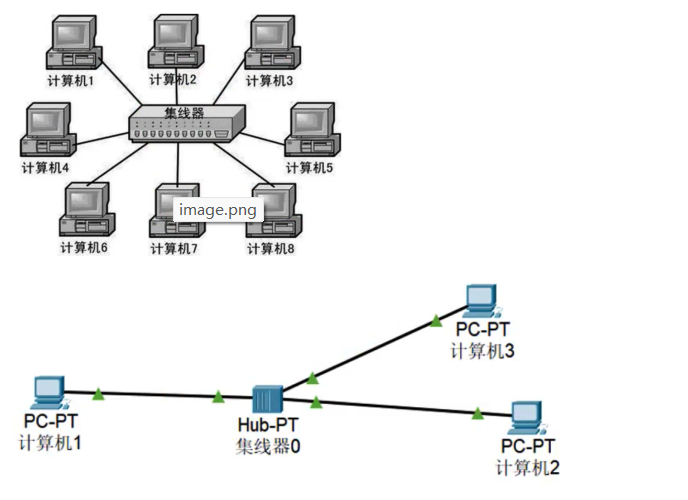 计算机1
计算机2
计算机3
集线器
计算机4
计算机5
image.png
计算机6
计算机7
计算机8
PC-PT
计算机3
PC-PT
计算机1
Hub-PT
集线器0
PC-PT
计算机2